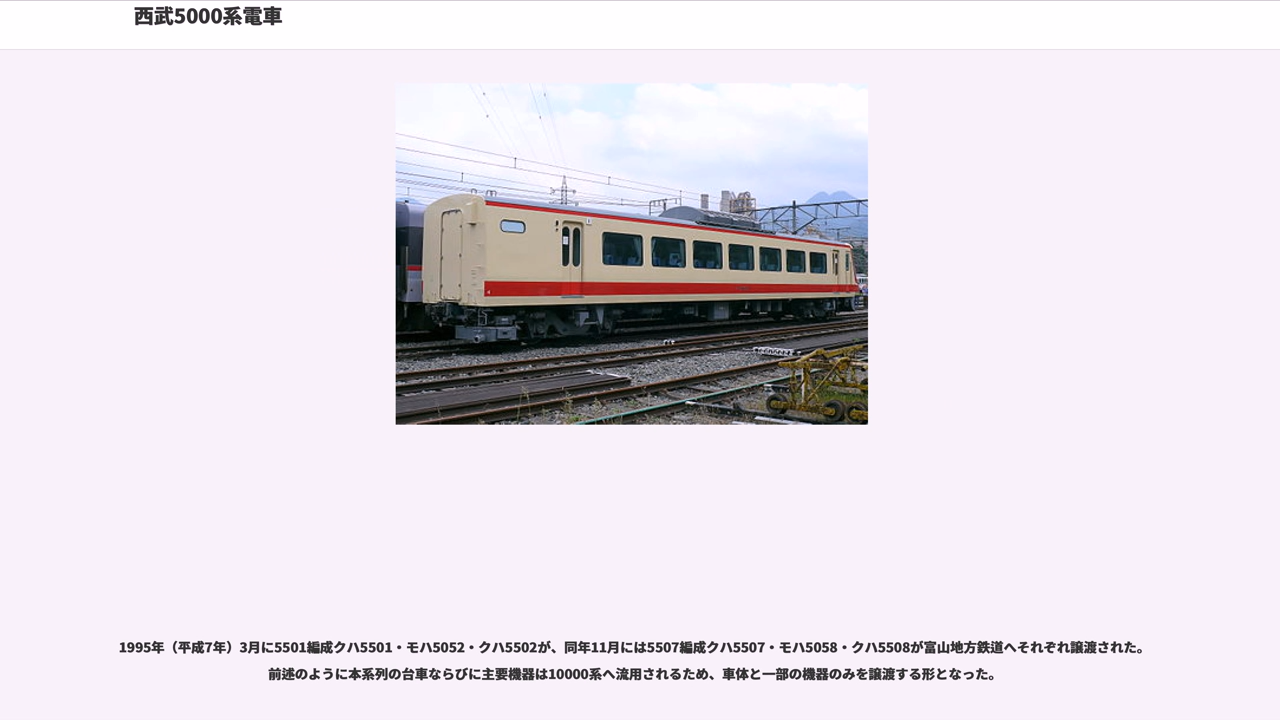 西武5000系電車
1995年（平成7年）3月に5501編成クハ5501・モハ5052・クハ5502が、同年11月には5507編成クハ5507・モハ5058・クハ5508が富山地方鉄道へそれぞれ譲渡された。
前述のように本系列の台車ならびに主要機器は10000系へ流用されるため、車体と一部の機器のみを譲渡する形となった。